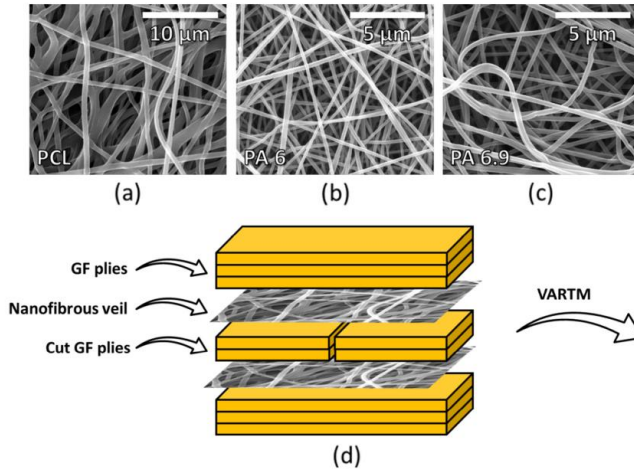 10 µm
PCL
(a)
5 µm
PA 6
(b)
5 µm
PA 6.9
(c)
GF plies
Nanofibrous veil
Cut GF plies
VARTM
(d)